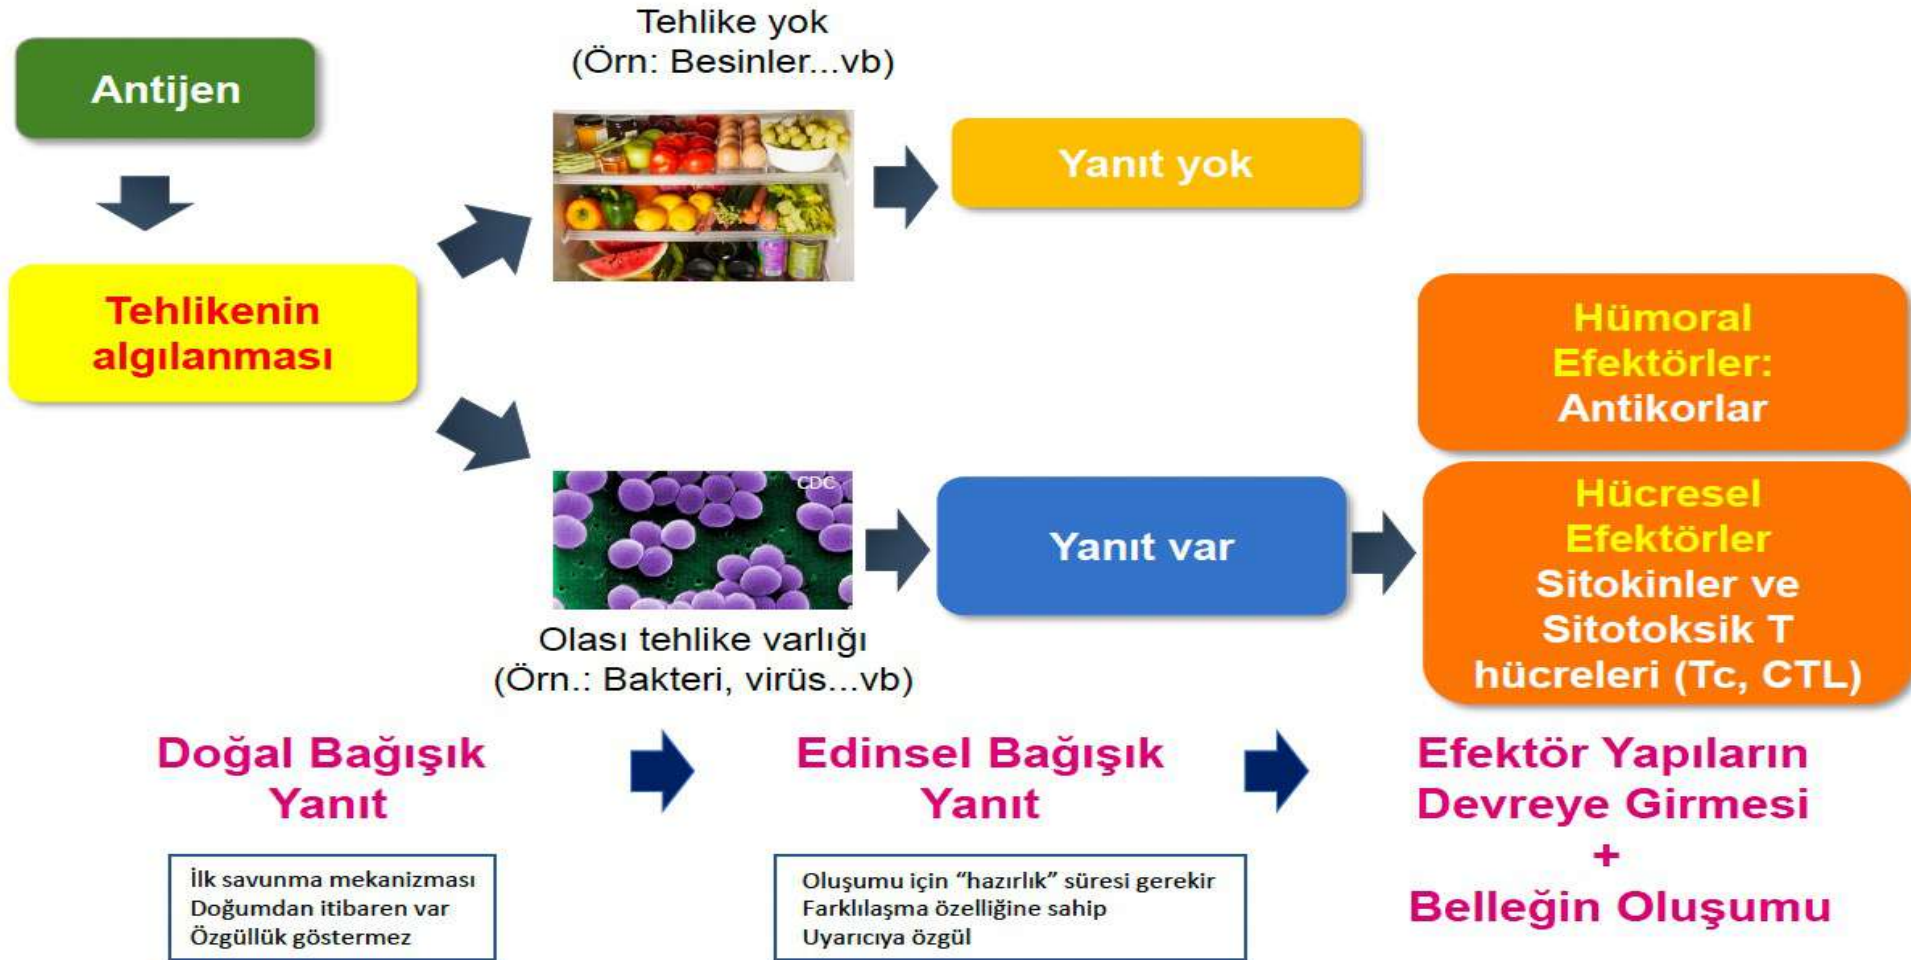 Antijen
Tehlikenin
algılanması
Tehlike yok
(Örn: Besinler...vb)
Yanıt yok
CDC
Olası tehlike varlığı
(Örn.: Bakteri, virüs...vb)
Yanıt var
Hümoral
Efektörler:
Antikorlar
Hücresel
Efektörler
Sitokinler ve
Sitotoksik T
hücreleri (Tc, CTL)
Doğal Bağışık
Yanıt
İlk savunma mekanizması
Doğumdan itibaren var
Özgüllük göstermez
Edinsel Bağışık
Yanıt
Oluşumu için “hazırlık” süresi gerekir
Farklılaşma özelliğine sahip
Uyarıcıya özgül
Efektör Yapıların
Devreye Girmesi
+
Belleğin Oluşumu